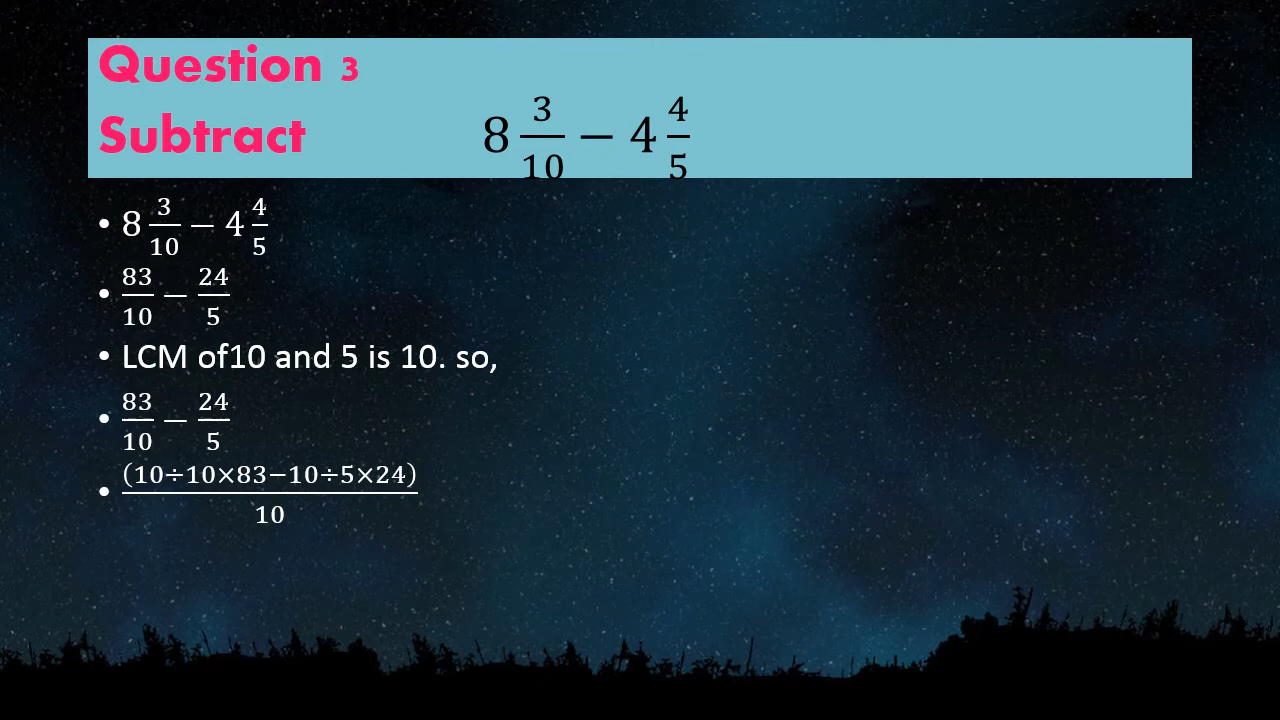 Question 3
Subtract 8 3/10 − 4 4/5
• 8 3/10 − 4 4/5
• 83/10 − 24/5
• LCM of10 and 5 is 10. so,
• 83/10 − 24/5
• (10÷10×83−10÷5×24)/10